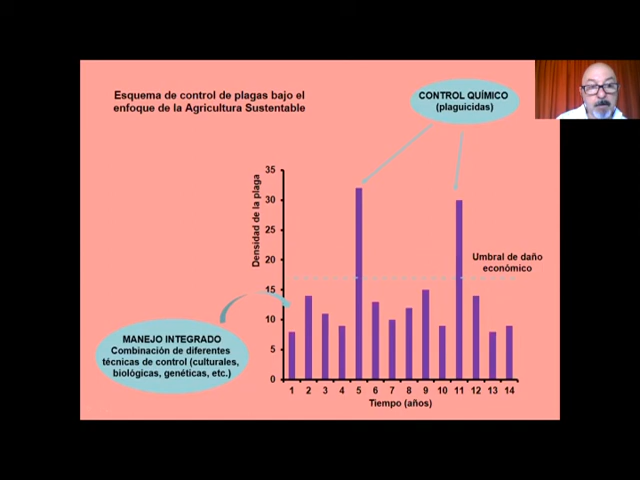 Esquema de control de plagas bajo el
enfoque de la Agricultura Sustentable
CONTROL QUÍMICO
(plaguicidas)
Densidad de la plaga
35
30
25
20
15
10
5
0
Umbral de daño
económico
MANEJO INTEGRADO
Combinación de diferentes
técnicas de control (culturales,
biológicas, genéticas, etc.)
1 2 3 4 5 6 7 8 9 10 11 12 13 14
Tiempo (años)